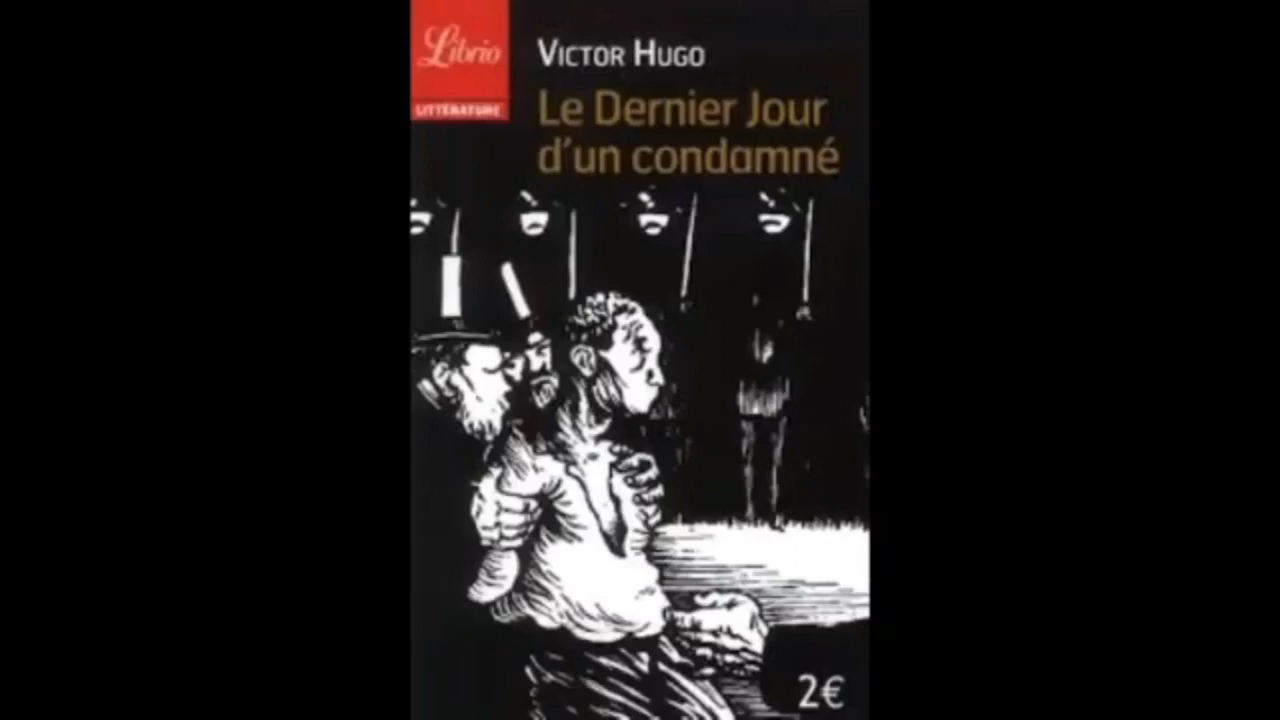 Librio
LITTÉRATURE
VICTOR HUGO
Le Dernier Jour
d'un condamné
2€